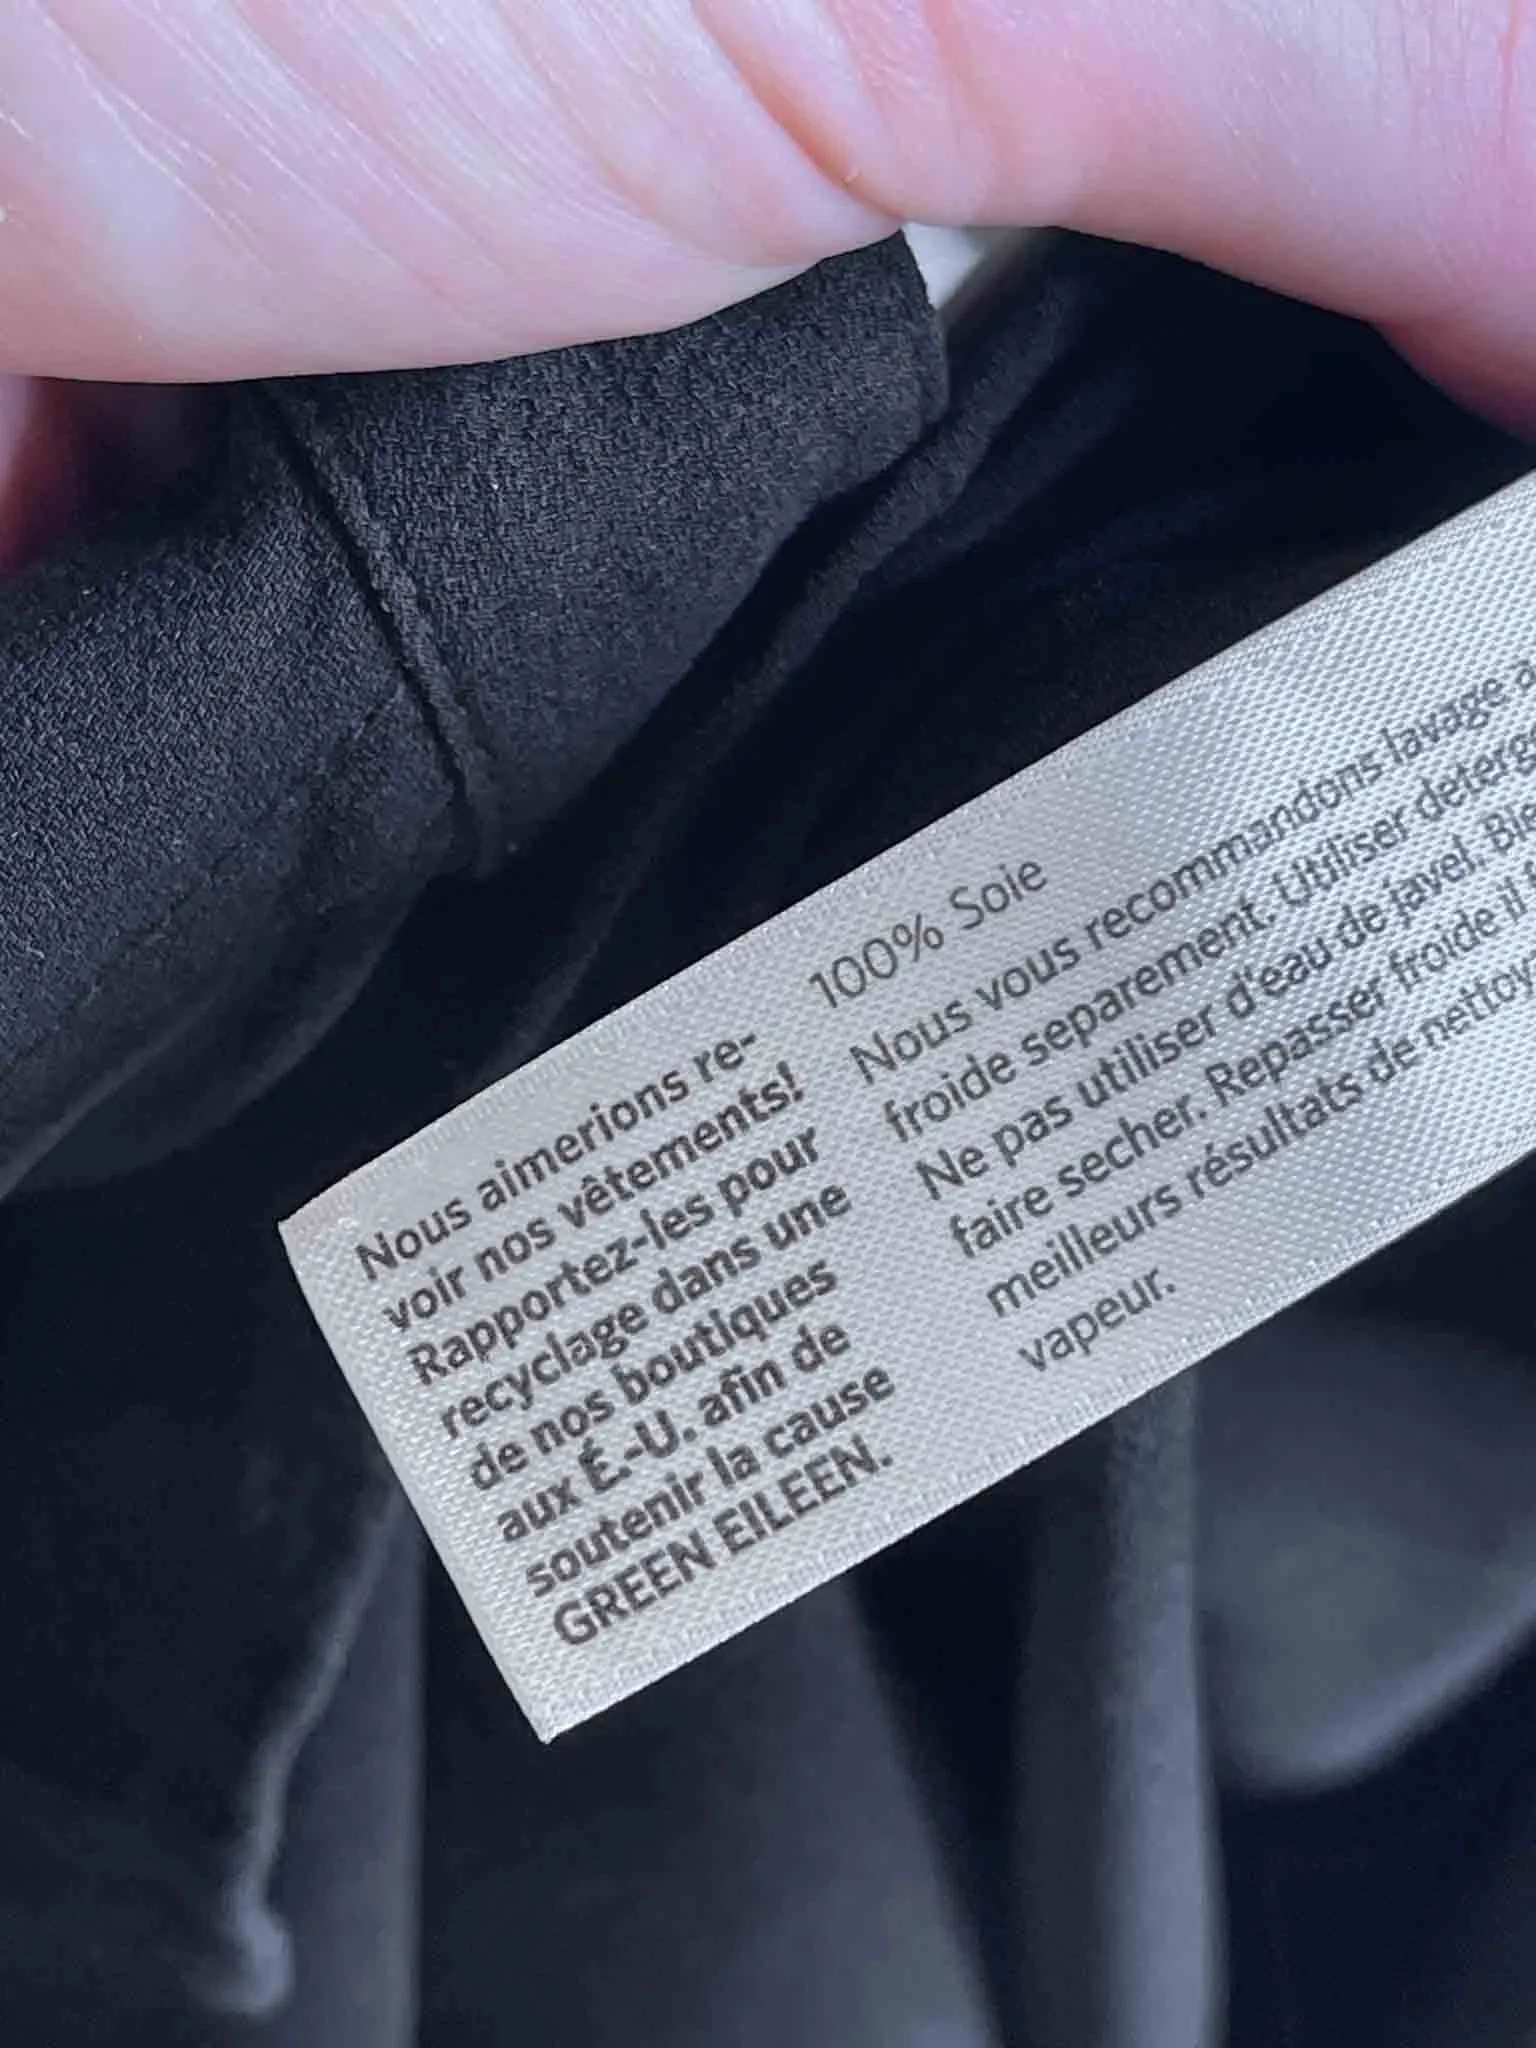 Nous aimerions re-
voir nos vêtements!
Rapportez-les pour
recyclage dans une
de nos boutiques
aux É.-U. afin de
soutenir la cause
GREEN EILEEN.
100% Soie
Nous vous recommandons lavage
froide separement. Utiliser
Ne pas utiliser d'eau de javel.
faire secher. Repasser froide il
meilleurs résultats de
vapeur.